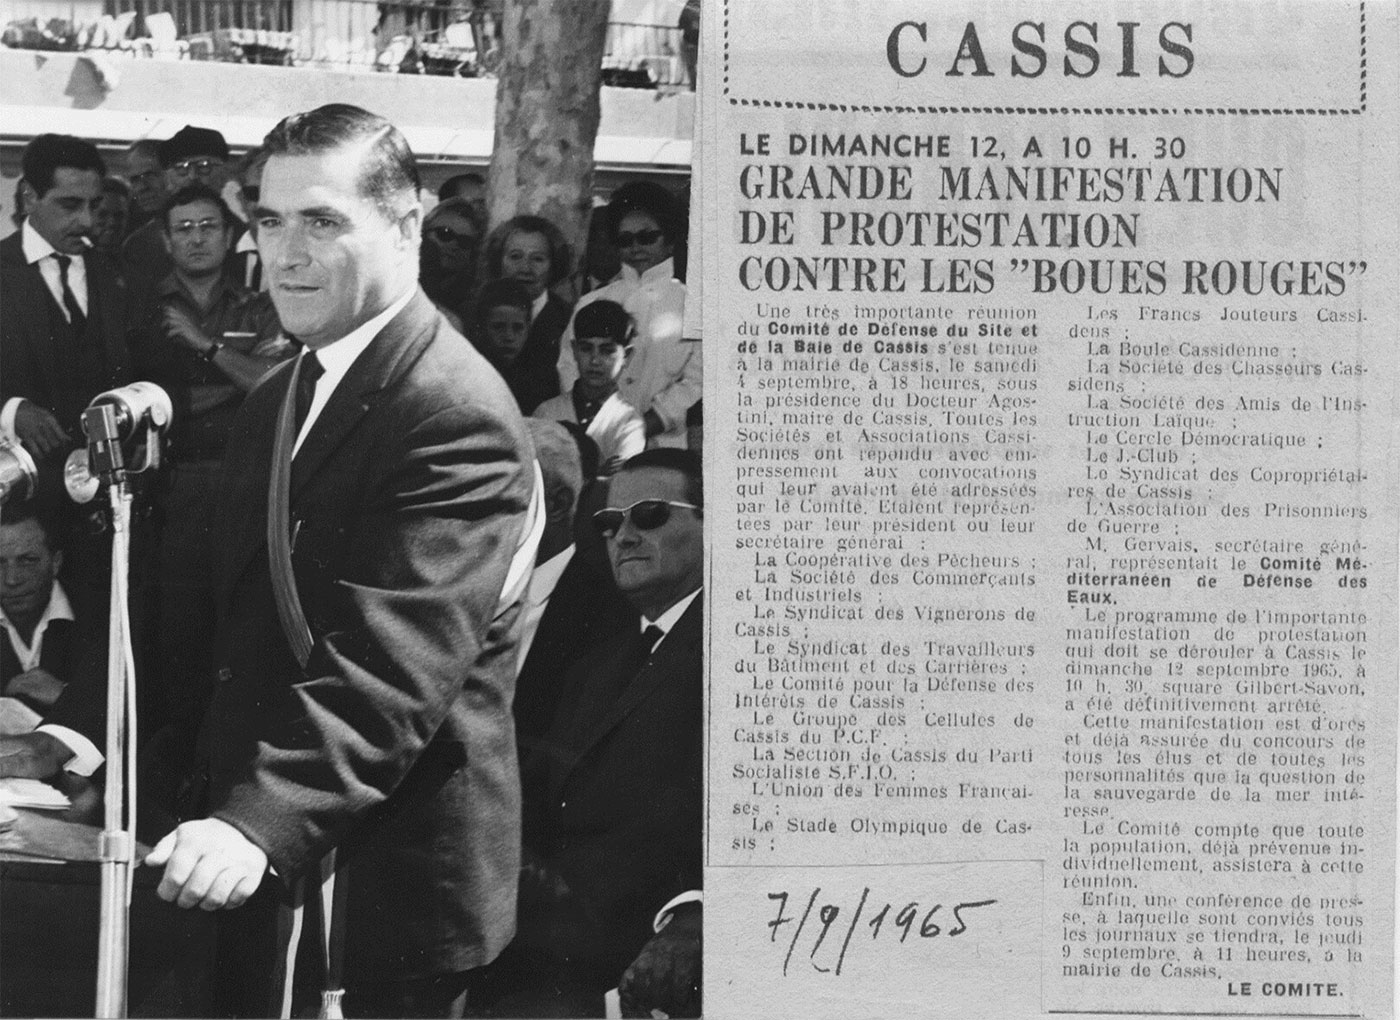 CASSIS
LE DIMANCHE 12, A 10 H. 30
GRANDE MANIFESTATION
DE PROTESTATION
CONTRE LES "BOUES ROUGES"
Une très importante réunion
du Comité de Défense du Site et
de la Baie de Cassis s'est tenue
à la mairie de Cassis, le samedi
4 septembre, à 18 heures, sous
la présidence du Docteur Agos-
tini, maire de Cassis. Toutes les
Sociétés et Associations Cassi-
dennes ont répondu avec em-
pressement aux convocations
qui leur avaient été adressées
par le Comité. Etaient représen-
tées par leur président ou leur
secrétaire général :
La Coopérative des Pêcheurs ;
La Société des Commerçants
et Industriels ;
Le Syndicat des Vignerons de
Cassis ;
Le Syndicat des Travailleurs
du Bâtiment et des Carrières ;
Le Comité pour la Défense des
Intérêts de Cassis ;
Le Groupe des Cellules de
Cassis du P.C.F. ;
La Section de Cassis du Parti
Socialiste S.F.I.O. ;
L'Union des Femmes Françai-
ses ;
Le Stade Olympique de Cas-
sis ;
Les Francs Jouteurs Cassi-
dens ;
La Boule Cassidenne ;
La Société des Chasseurs Cas-
sidens ;
La Société des Amis de l'Ins-
truction Laïque ;
Le Cercle Démocratique ;
Le J.-Club ;
Le Syndicat des Copropriétai-
res de Cassis ;
L'Association des Prisonniers
de Guerre ;
M. Gervais, secrétaire géné-
ral, représentait le Comité Mé-
diterranéen de Défense des
Eaux.
Le programme de l'importante
manifestation de protestation
qui doit se dérouler à Cassis le
dimanche 12 septembre 1965, à
10 h. 30, square Gilbert-Savon,
a été définitivement arrêté.
Cette manifestation est d'ores
et déjà assurée du concours de
tous les élus et de toutes les
personnalités que la question de
la sauvegarde de la mer inté-
resse.
Le Comité compte que toute
la population, déjà prévenue in-
dividuellement, assistera à cette
réunion.
Enfin, une conférence de pres-
se, à laquelle sont conviés tous
les journaux se tiendra, le jeudi
9 septembre, à 11 heures, à la
mairie de Cassis.
LE COMITE.
7/9/1965